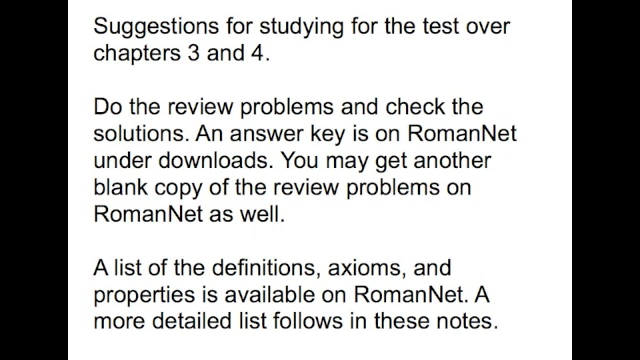 Suggestions for studying for the test over
chapters 3 and 4.
Do the review problems and check the
solutions. An answer key is on RomanNet
under downloads. You may get another
blank copy of the review problems on
RomanNet as well.
A list of the definitions, axioms, and
properties is available on RomanNet. A
more detailed list follows in these notes.